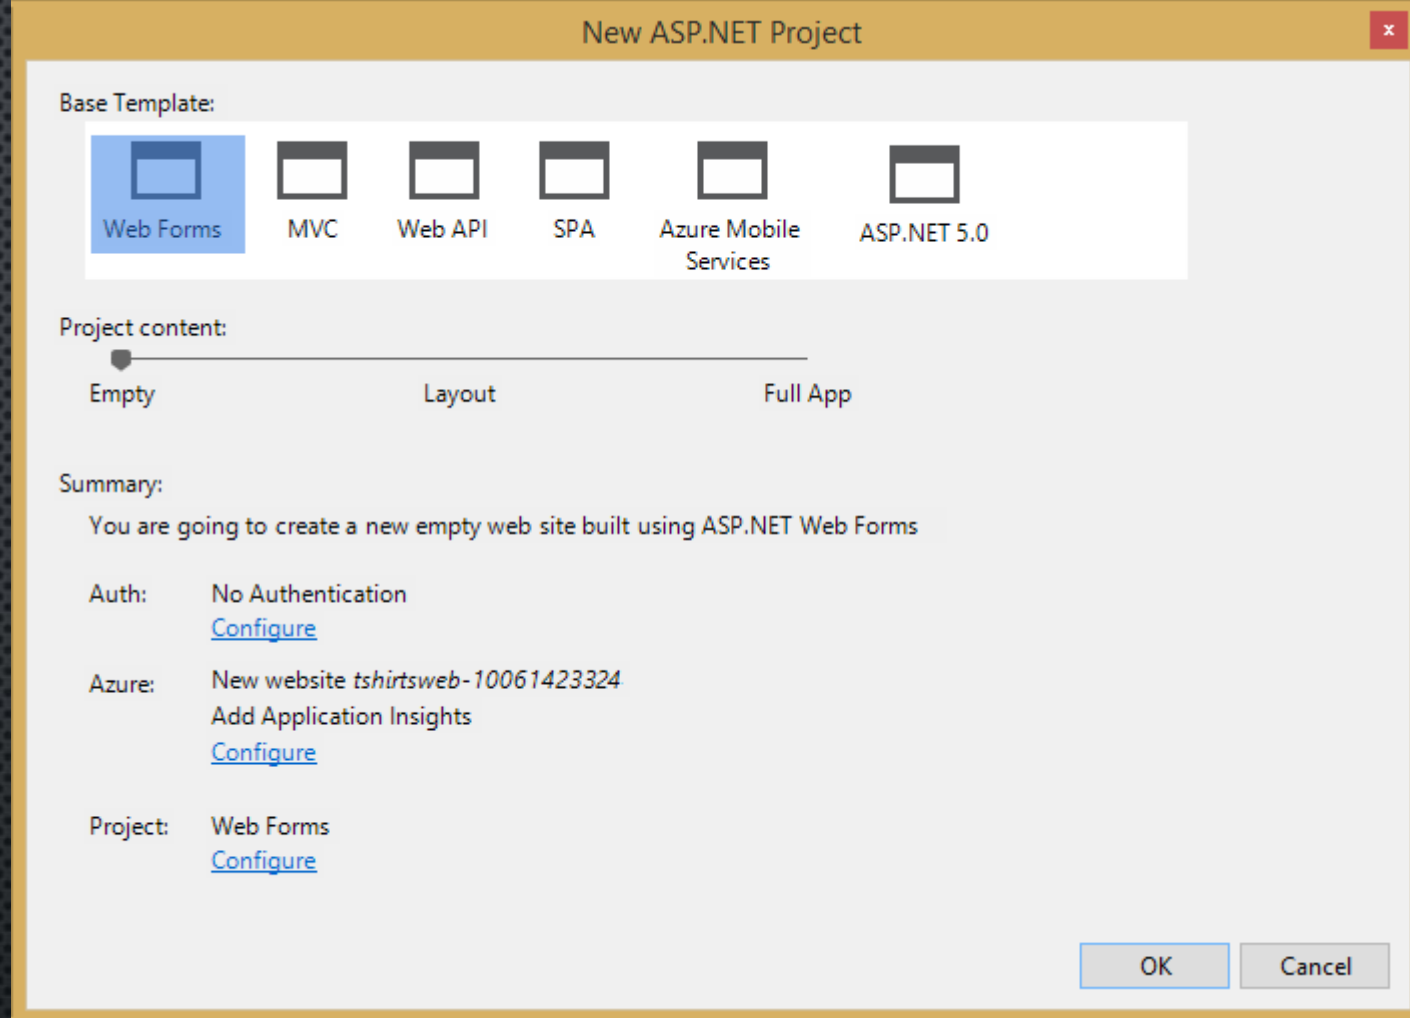 New ASP.NET Project
x
Base Template:
Web Forms
MVC
Web API
SPA
Azure Mobile
Services
ASP.NET 5.0
Project content:
Empty
Layout
Full App
Summary:
You are going to create a new empty web site built using ASP.NET Web Forms
Auth:
No Authentication
Configure
Azure:
New website tshirtsweb-10061423324
Add Application Insights
Configure
Project:
Web Forms
Configure
OK
Cancel